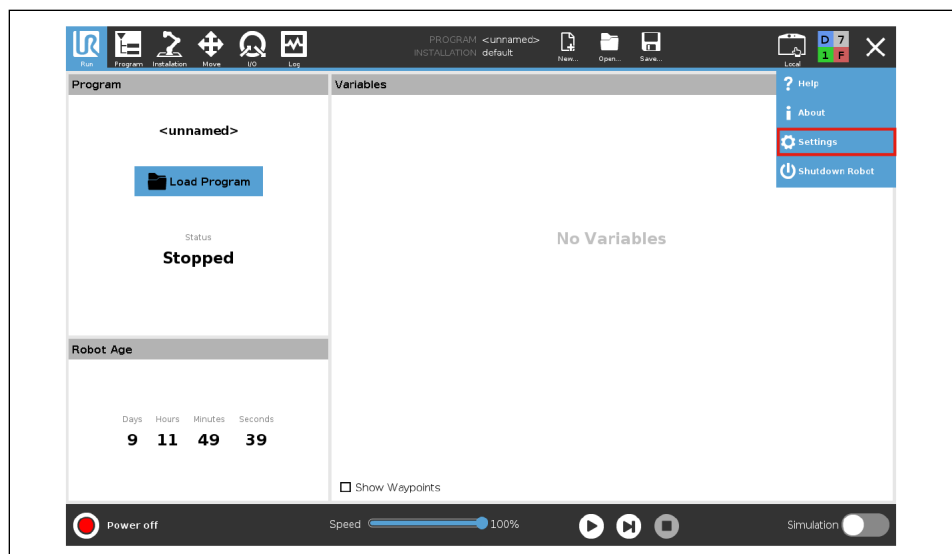 PROGRAM <unnamed>
INSTALLATION default
UR
D 7
1 F
Run Program Installation Move I/O Log New... Open... Save... Local
Program
Variables
? Help
i About
Settings
Shutdown Robot
<unnamed>
Load Program
Status
Stopped
No Variables
Robot Age
Days Hours Minutes Seconds
9 11 49 39
Show Waypoints
Power off
Speed 100%
Simulation